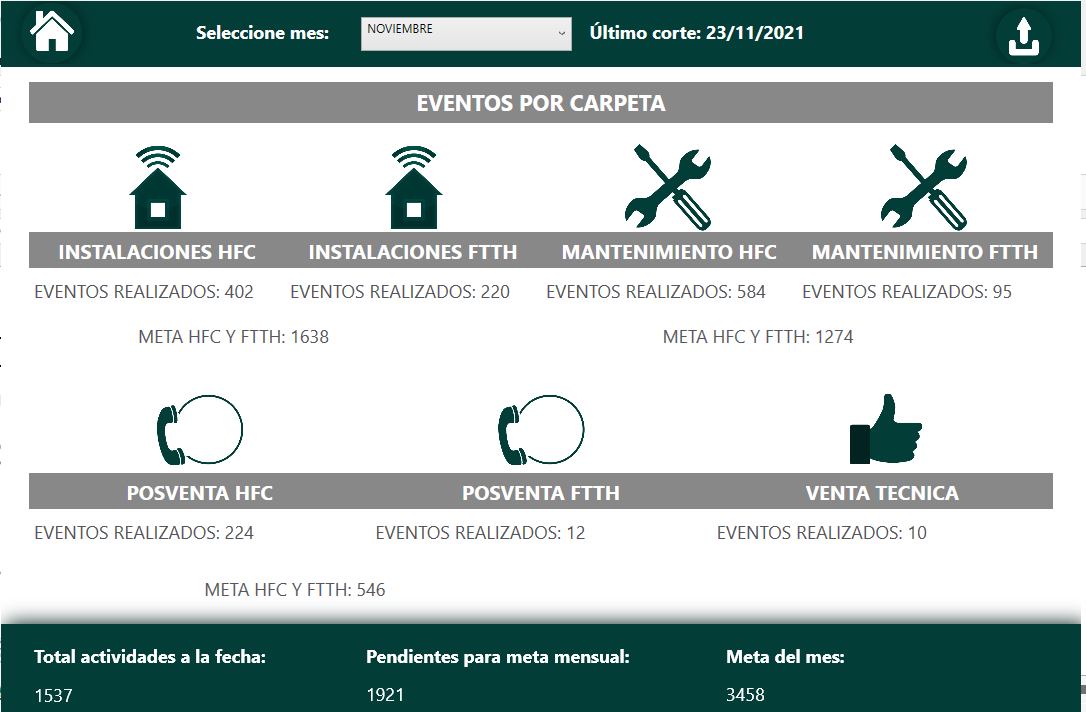 Seleccione mes: NOVIEMBRE Último corte: 23/11/2021
EVENTOS POR CARPETA
INSTALACIONES HFC INSTALACIONES FTTH MANTENIMIENTO HFC MANTENIMIENTO FTTH
EVENTOS REALIZADOS: 402 EVENTOS REALIZADOS: 220 EVENTOS REALIZADOS: 584 EVENTOS REALIZADOS: 95
META HFC Y FTTH: 1638 META HFC Y FTTH: 1274
POSVENTA HFC POSVENTA FTTH VENTA TECNICA
EVENTOS REALIZADOS: 224 EVENTOS REALIZADOS: 12 EVENTOS REALIZADOS: 10
META HFC Y FTTH: 546
Total actividades a la fecha: Pendientes para meta mensual: Meta del mes:
1537 1921 3458